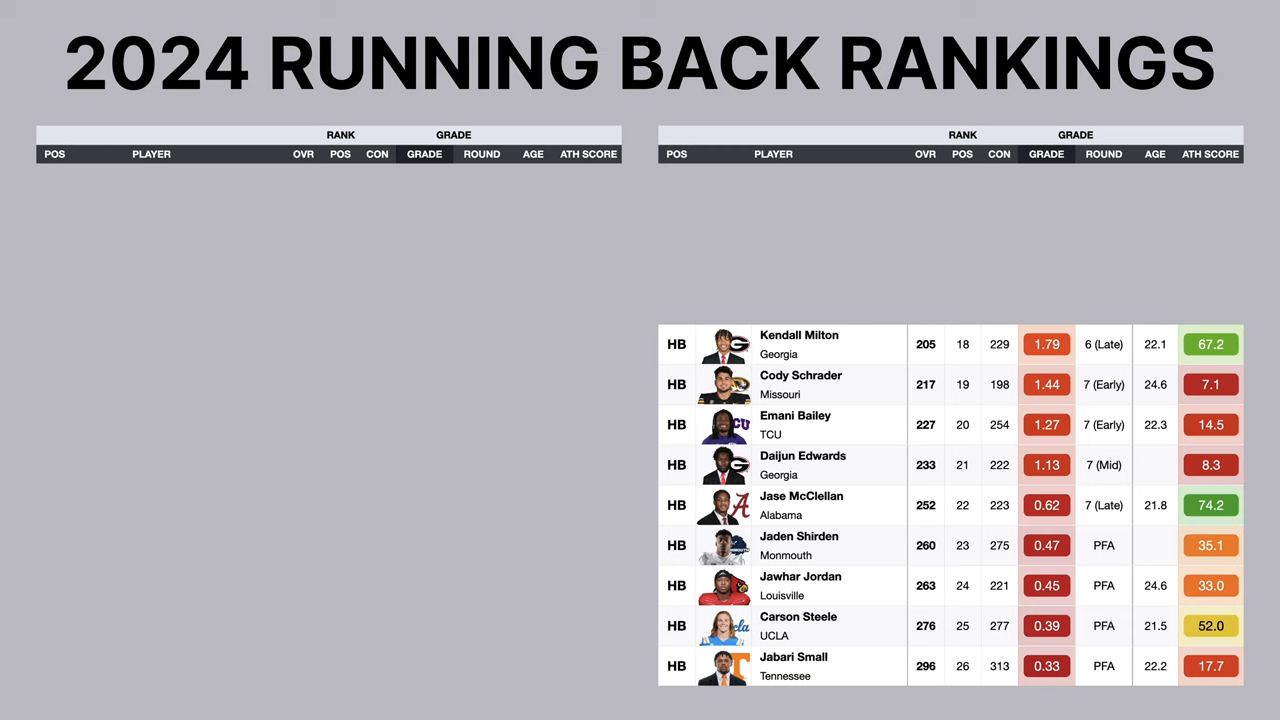 2024 RUNNING BACK RANKINGS
RANK GRADE
POS PLAYER OVR POS CON GRADE ROUND AGE ATH SCORE
RANK GRADE
POS PLAYER OVR POS CON GRADE ROUND AGE ATH SCORE
HB Kendall Milton 205 18 229 1.79 6 (Late) 22.1 67.2
Georgia
HB Cody Schrader 217 19 198 1.44 7 (Early) 24.6 7.1
Missouri
HB Emani Bailey 227 20 254 1.27 7 (Early) 22.3 14.5
TCU
HB Daijun Edwards 233 21 222 1.13 7 (Mid) 8.3
Georgia
HB Jase McClellan 252 22 223 0.62 7 (Late) 21.8 74.2
Alabama
HB Jaden Shirden 260 23 275 0.47 PFA 35.1
Monmouth
HB Jawhar Jordan 263 24 221 0.45 PFA 24.6 33.0
Louisville
HB Carson Steele 276 25 277 0.39 PFA 21.5 52.0
UCLA
HB Jabari Small 296 26 313 0.33 PFA 22.2 17.7
Tennessee